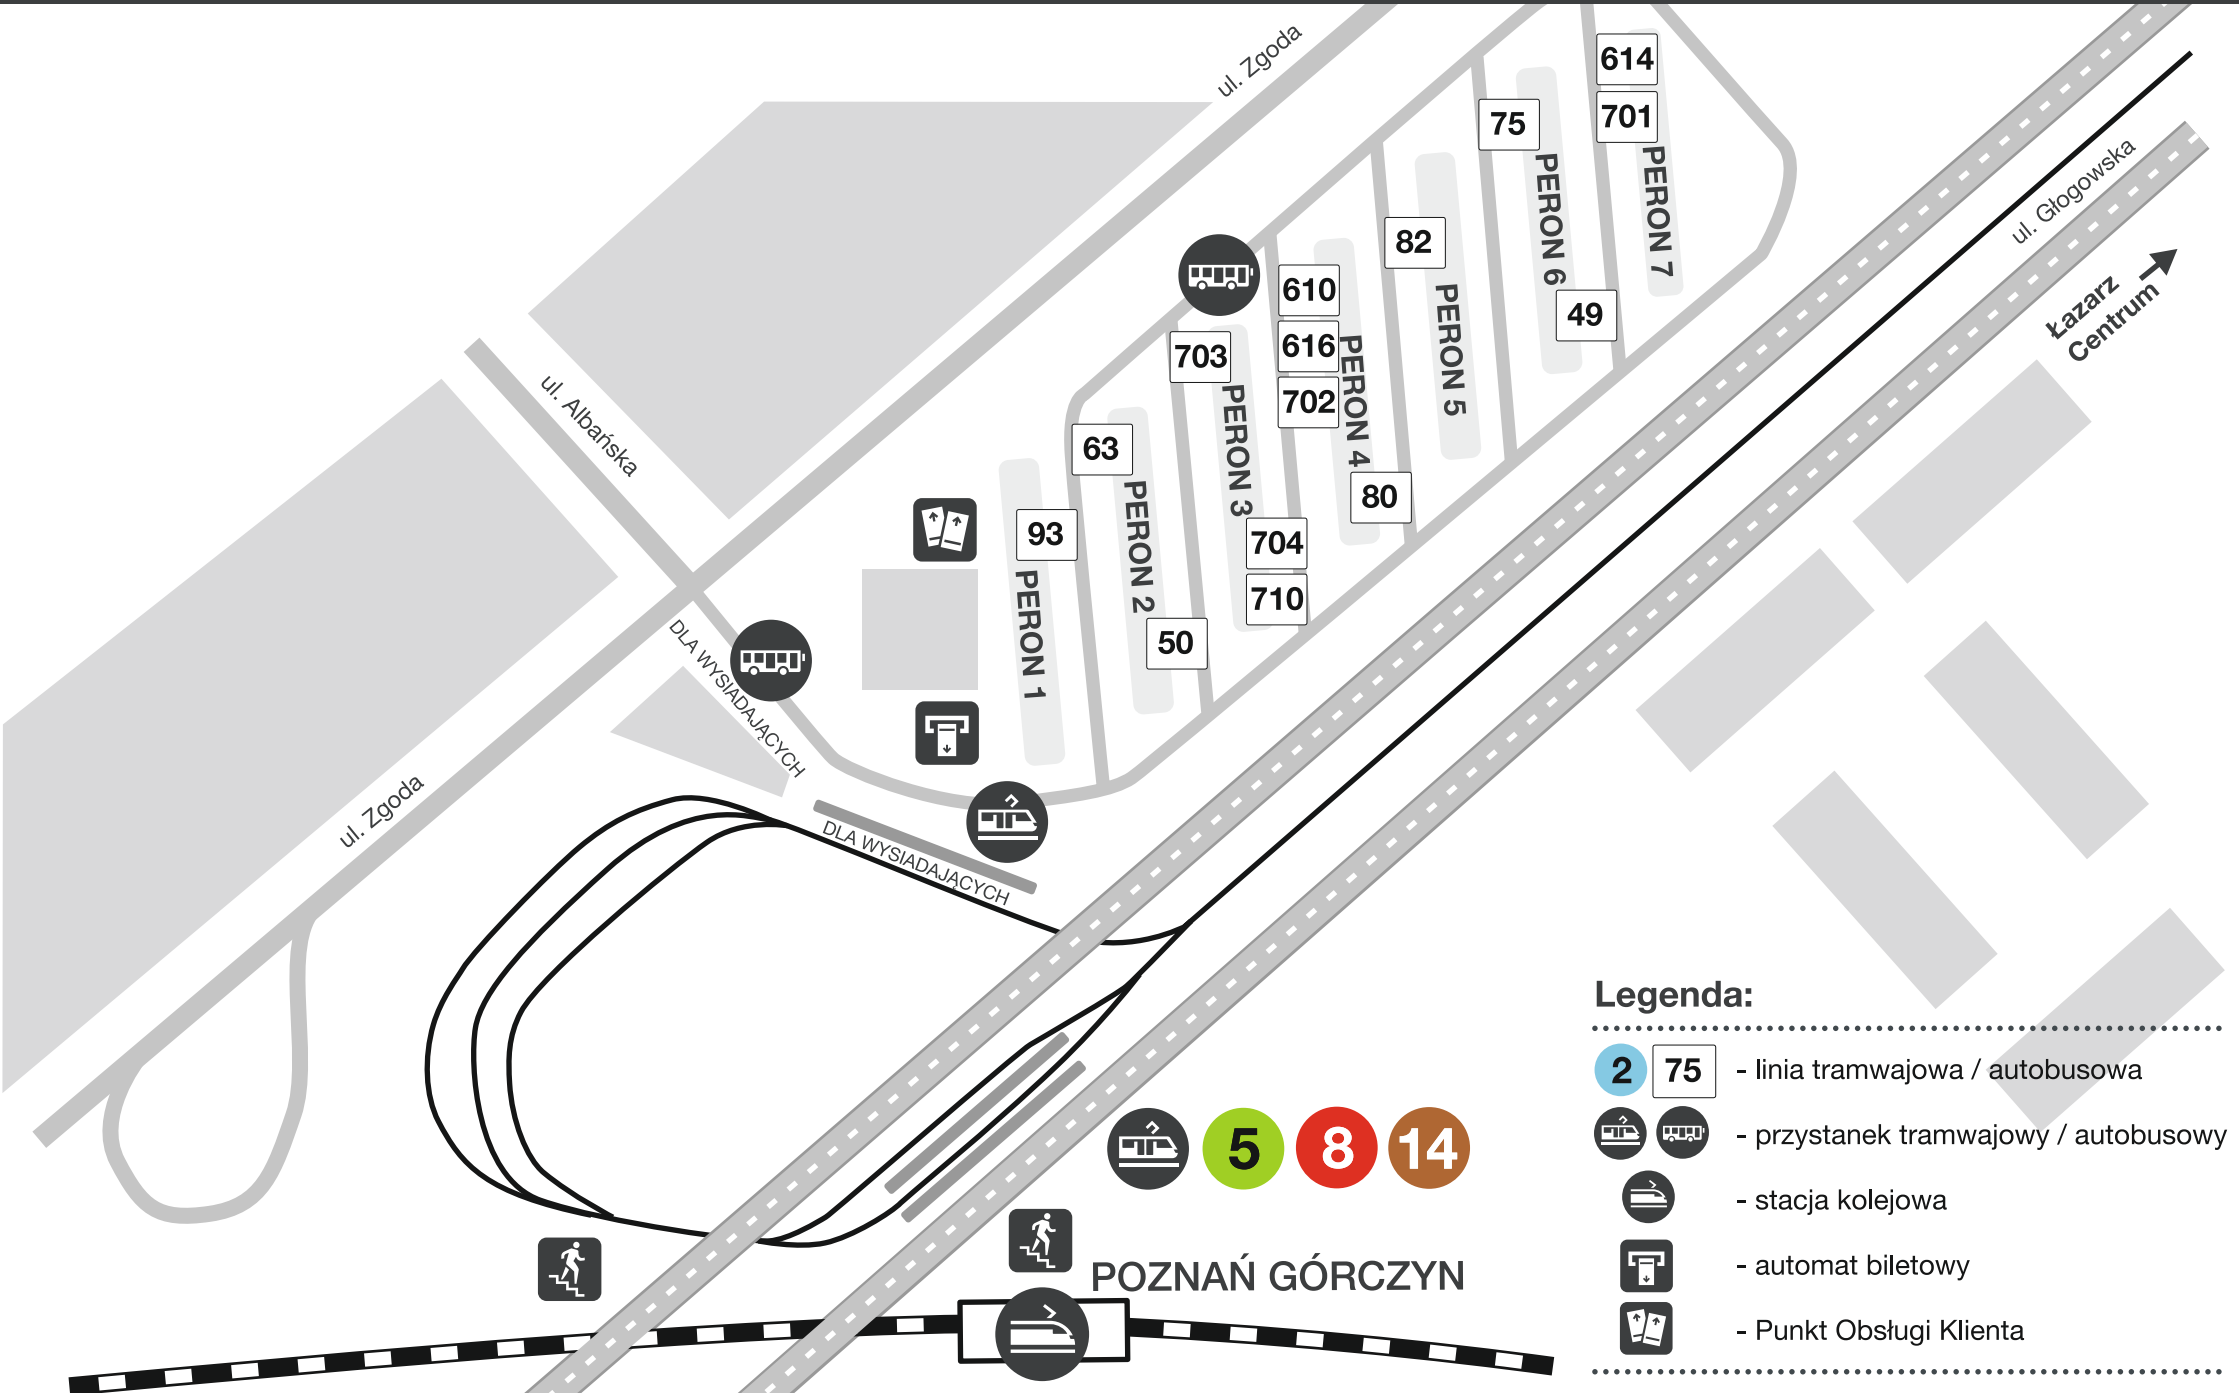 ul. Zgoda
614
701
PERON 7
75
PERON 6
49
82
PERON 5
610
616
702
PERON 4
80
703
PERON 3
704
710
63
PERON 2
50
93
PERON 1
ul. Głogowska
Łazarz
Centrum
ul. Albańska
DLA WYSIADAJĄCYCH
ul. Zgoda
DLA WYSIADAJĄCYCH
5
8
14
POZNAŃ GÓRCZYN
Legenda:
2 75 - linia tramwajowa / autobusowa
- przystanek tramwajowy / autobusowy
- stacja kolejowa
- automat biletowy
- Punkt Obsługi Klienta